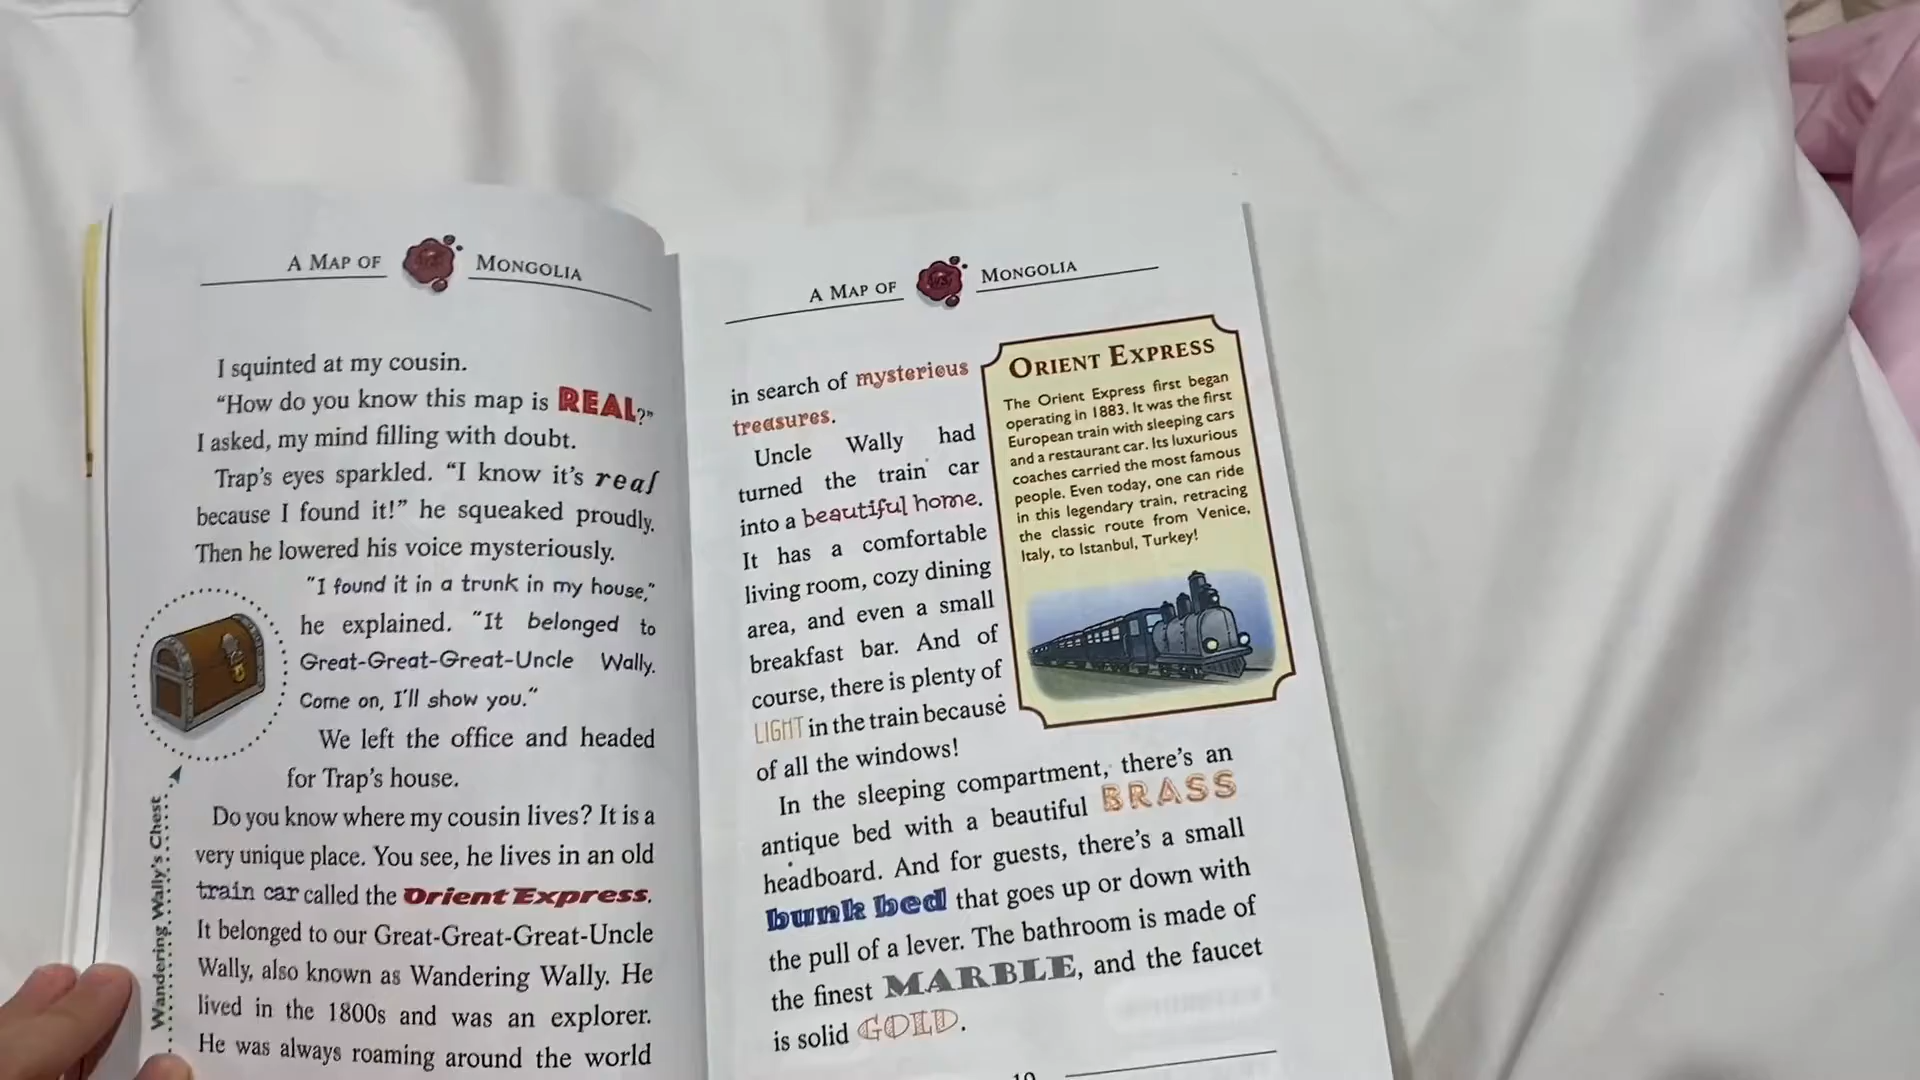 A MAP OF MONGOLIA
I squinted at my cousin.
“How do you know this map is REAL?”
I asked, my mind filling with doubt.
Trap’s eyes sparkled. “I know it’s real
because I found it!” he squeaked proudly.
Then he lowered his voice mysteriously.
"I found it in a trunk in my house,"
he explained. "It belonged to
Great-Great-Great-Uncle Wally.
Come on, I'll show you."
We left the office and headed
for Trap’s house.
Do you know where my cousin lives? It is a
very unique place. You see, he lives in an old
train car called the Orient Express.
It belonged to our Great-Great-Great-Uncle
Wally, also known as Wandering Wally. He
lived in the 1800s and was an explorer.
He was always roaming around the world
Wandering Wally's Chest
A MAP OF MONGOLIA
in search of mysterious
treasures.
Uncle Wally had
turned the train car
into a beautiful home.
It has a comfortable
living room, cozy dining
area, and even a small
breakfast bar. And of
course, there is plenty of
LIGHT in the train because
of all the windows!
In the sleeping compartment, there’s an
antique bed with a beautiful BRASS
headboard. And for guests, there’s a small
bunk bed that goes up or down with
the pull of a lever. The bathroom is made of
the finest MARBLE, and the faucet
is solid GOLD.
ORIENT EXPRESS
The Orient Express first began
operating in 1883. It was the first
European train with sleeping cars
and a restaurant car. Its luxurious
coaches carried the most famous
people. Even today, one can ride
in this legendary train, retracing
the classic route from Venice,
Italy, to Istanbul, Turkey!